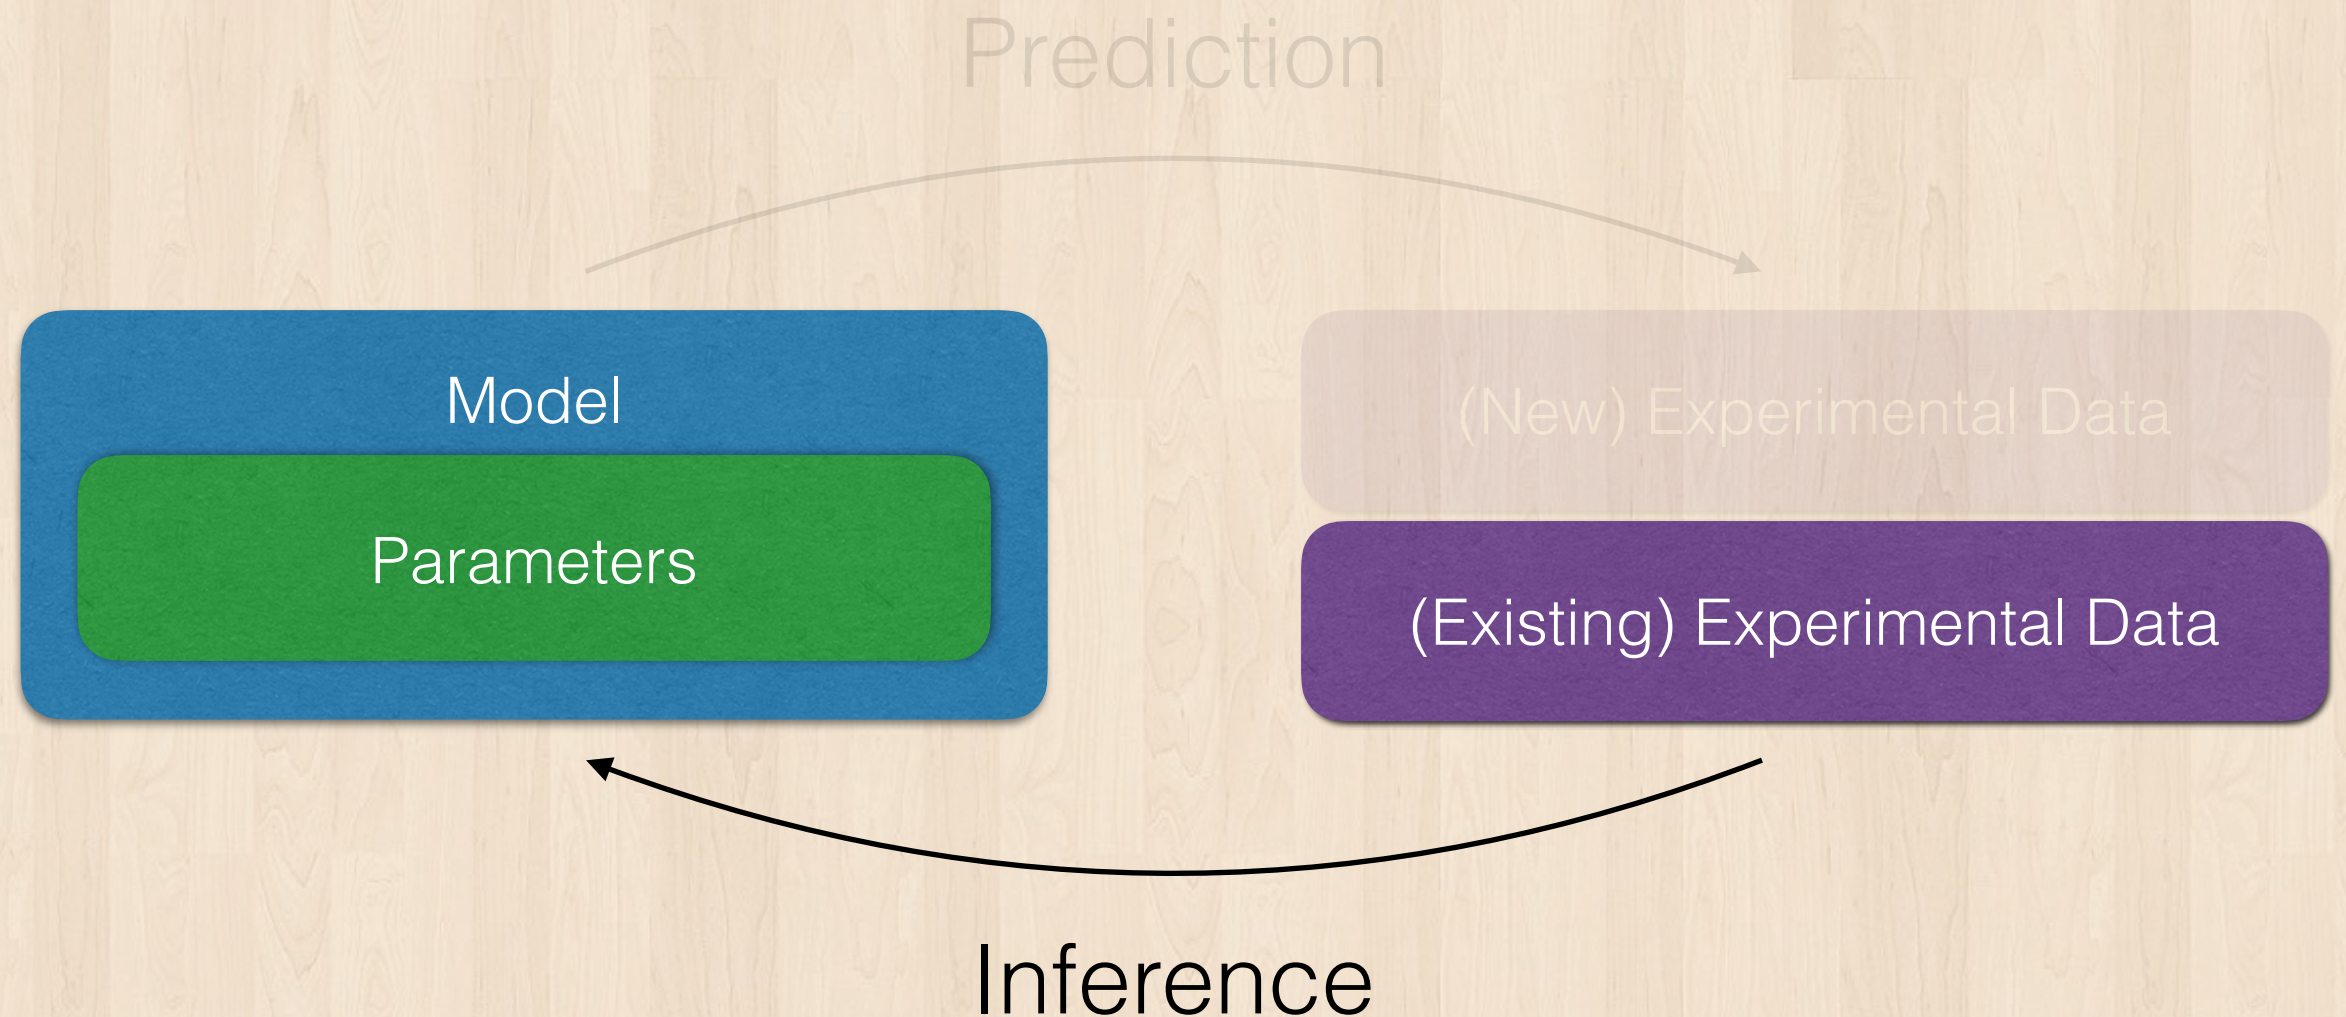 Prediction
Model
Parameters
(New) Experimental Data
(Existing) Experimental Data
Inference